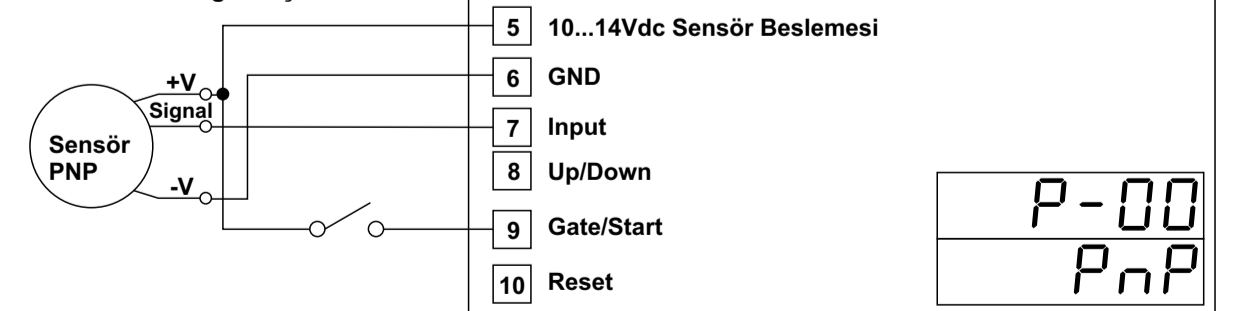 5 10...14Vdc Sensör Beslemesi
6 GND
+V
Signal
7 Input
Sensör
PNP
8 Up/Down
-V
P-00
9 Gate/Start
PnP
10 Reset